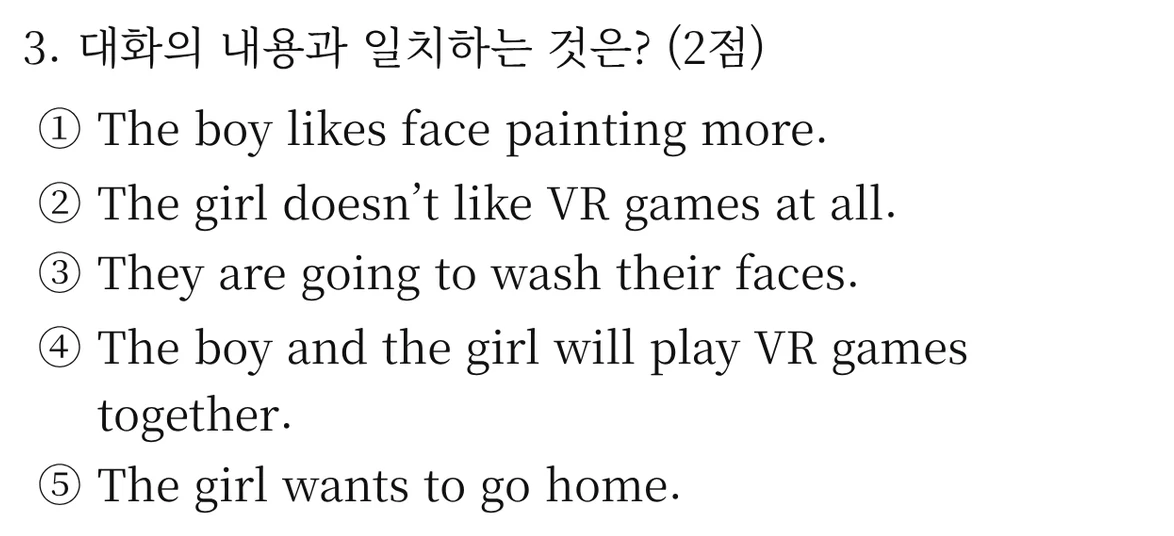 3. 대화의 내용과 일치하는 것은? (2점)
① The boy likes face painting more.
② The girl doesn’t like VR games at all.
③ They are going to wash their faces.
④ The boy and the girl will play VR games
together.
⑤ The girl wants to go home.